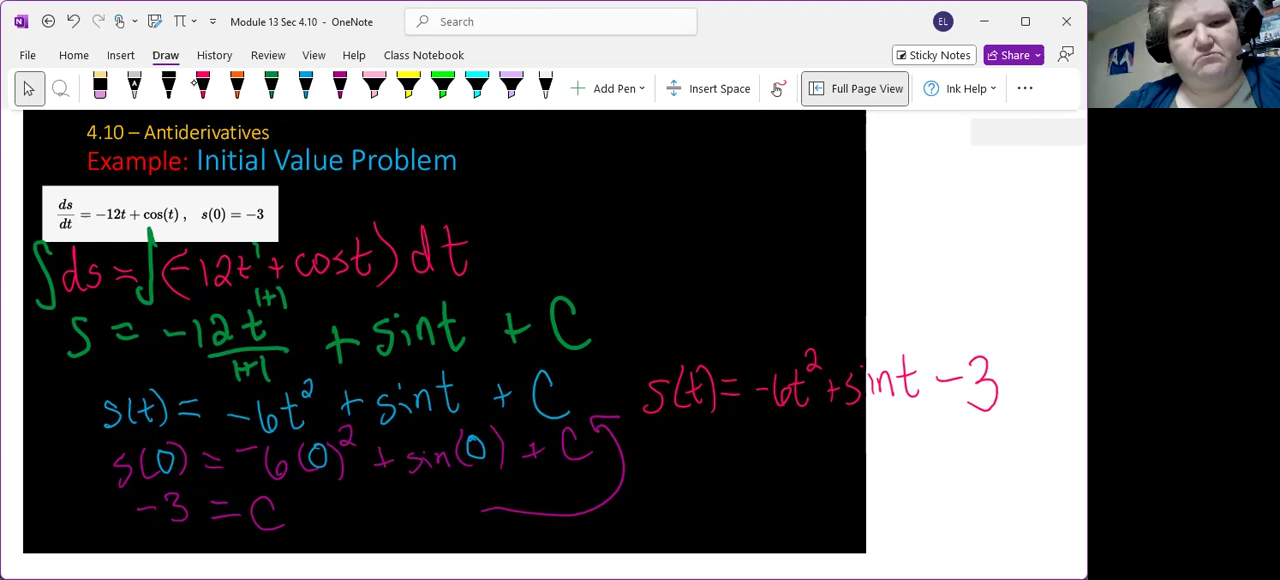 Module 13 Sec 4.10 - OneNote
Search
EL
File Home Insert Draw History Review View Help Class Notebook
Sticky Notes Share
Add Pen Insert Space Full Page View Ink Help
4.10 – Antiderivatives
Example: Initial Value Problem
ds/dt = −12t + cos(t) , s(0) = −3
∫ds = ∫(-12t¹ + cost) dt
s = -12t^(1+1)/(1+1) + sint + C
s(t) = -6t² + sint + C
s(t) = -6t² + sint - 3
s(0) = -6(0)² + sin(0) + C
-3 = C